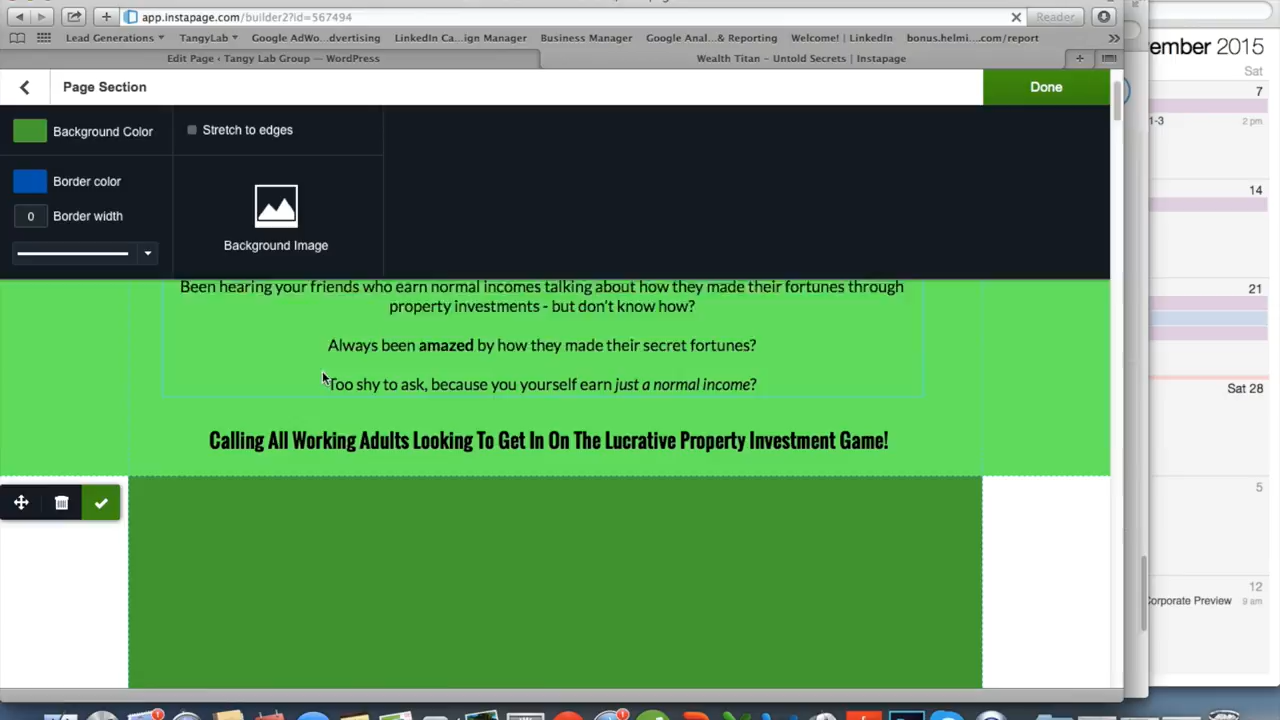 app.instapage.com/builder2?id=567494
Reader
Lead Generations
TangyLab
Google AdWo...dvertising
LinkedIn Ca...ign Manager
Business Manager
Google Anal...& Reporting
Welcome! | LinkedIn
bonus.helmi....com/report
Edit Page ‹ Tangy Lab Group — WordPress
Wealth Titan – Untold Secrets | Instapage
Page Section
Done
Background Color
Stretch to edges
Border color
0 Border width
Background Image
Been hearing your friends who earn normal incomes talking about how they made their fortunes through
property investments - but don't know how?
Always been amazed by how they made their secret fortunes?
Too shy to ask, because you yourself earn just a normal income?
Calling All Working Adults Looking To Get In On The Lucrative Property Investment Game!
ember 2015
Sat
7
1-3
2 pm
14
21
Sat 28
5
12
Corporate Preview 9 am
1
1